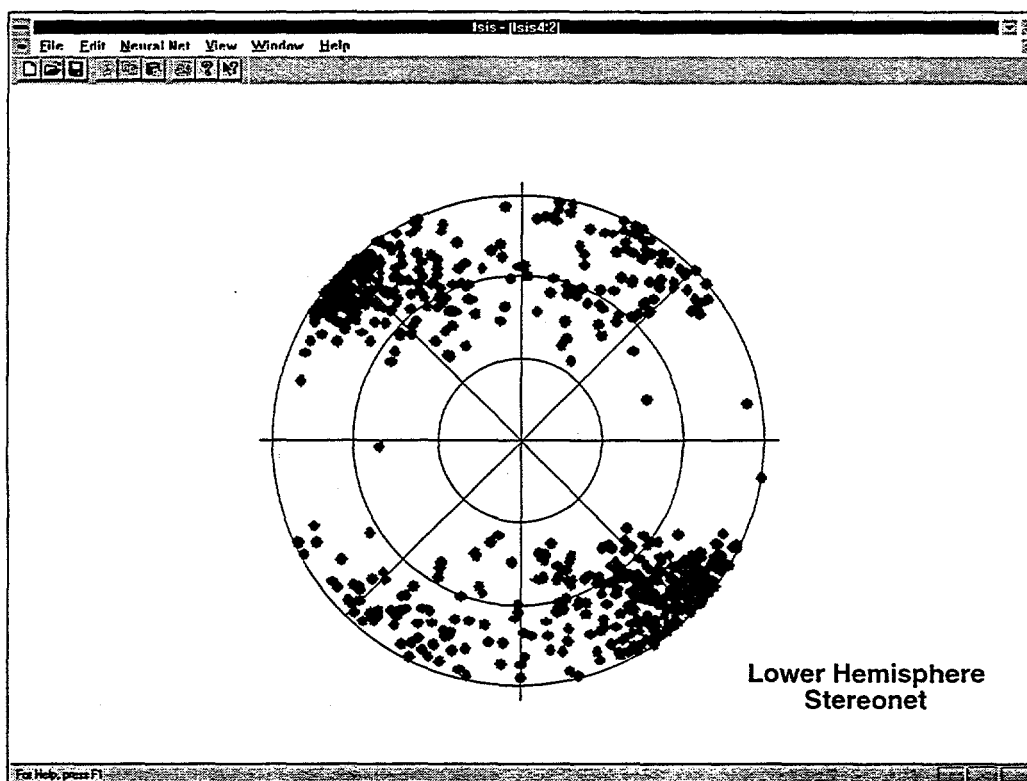 Isis - [Isis4:2]
File Edit Neural Net View Window Help
Lower Hemisphere
Stereonet
For Help, press F1